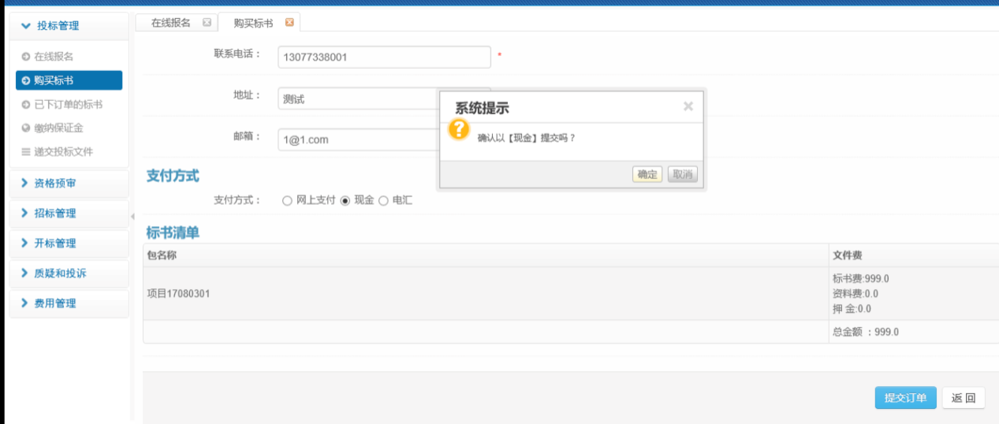 投标管理
在线报名
购买标书
已下订单的标书
缴纳保证金
递交投标文件
资格预审
招标管理
开标管理
质疑和投诉
费用管理
在线报名 购买标书
联系电话： 13077338001 *
地址： 测试
邮箱： 1@1.com
系统提示
确认以【现金】提交吗？
确定 取消
支付方式
支付方式： 网上支付 现金 电汇
标书清单
包名称 文件费
项目17080301
标书费:999.0
资料费:0.0
押 金:0.0
总金额 ：999.0
提交订单 返 回